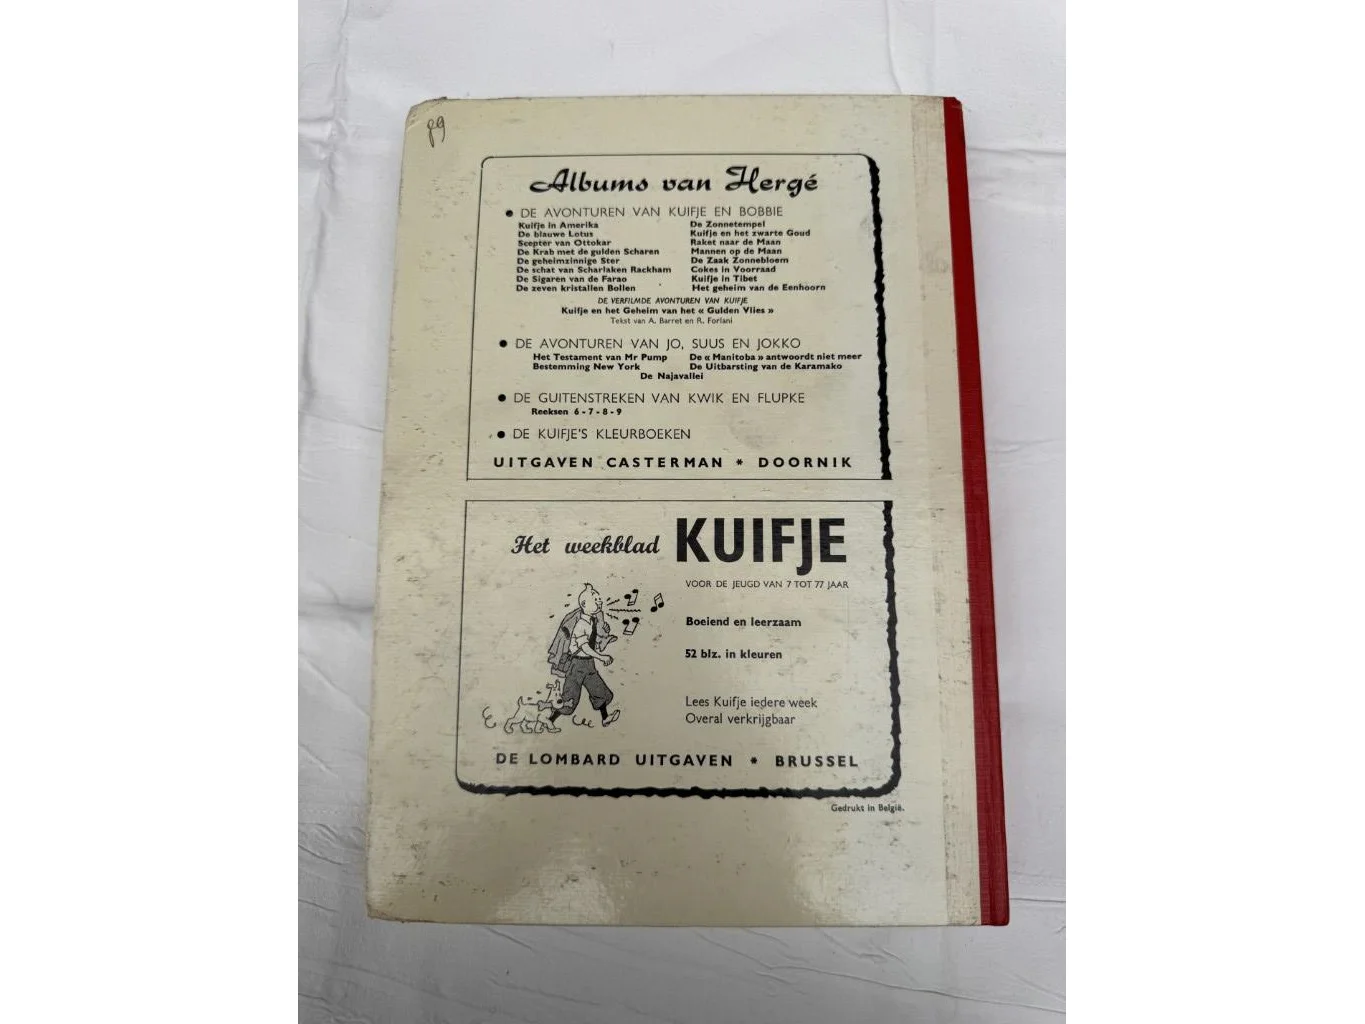 89
Albums van Hergé
• DE AVONTUREN VAN KUIFJE EN BOBBIE
Kuifje in Amerika
De blauwe Lotus
Scepter van Ottokar
De Krab met de gulden Scharen
De geheimzinnige Ster
De schat van Scharlaken Rackham
De Sigaren van de Farao
De zeven kristallen Bollen
De Zonnetempel
Kuifje en het zwarte Goud
Raket naar de Maan
Mannen op de Maan
De Zaak Zonnebloem
Cokes in Voorraad
Kuifje in Tibet
Het geheim van de Eenhoorn
DE VERFILMDE AVONTUREN VAN KUIFJE
Kuifje en het Geheim van het « Gulden Vlies »
Tekst van A. Barret en R. Forlani
• DE AVONTUREN VAN JO, SUUS EN JOKKO
Het Testament van Mr Pump
De « Manitoba » antwoordt niet meer
Bestemming New York
De Uitbarsting van de Karamako
De Najavallei
• DE GUITENSTREKEN VAN KWIK EN FLUPKE
Reeksen 6 - 7 - 8 - 9
• DE KUIFJE'S KLEURBOEKEN
UITGAVEN CASTERMAN * DOORNIK
Het weekblad KUIFJE
VOOR DE JEUGD VAN 7 TOT 77 JAAR
Boeiend en leerzaam
52 blz. in kleuren
Lees Kuifje iedere week
Overal verkrijgbaar
DE LOMBARD UITGAVEN * BRUSSEL
Gedrukt in België.